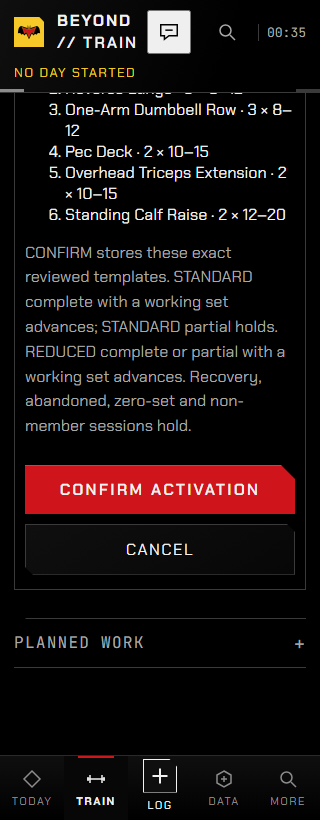 BEYOND
// TRAIN
00:35
NO DAY STARTED
3. One-Arm Dumbbell Row · 3 × 8–
12
4. Pec Deck · 2 × 10–15
5. Overhead Triceps Extension · 2
× 10–15
6. Standing Calf Raise · 2 × 12–20
CONFIRM stores these exact
reviewed templates. STANDARD
complete with a working set
advances; STANDARD partial holds.
REDUCED complete or partial with a
working set advances. Recovery,
abandoned, zero-set and non-
member sessions hold.
CONFIRM ACTIVATION
CANCEL
PLANNED WORK
+
TODAY
TRAIN
LOG
DATA
MORE